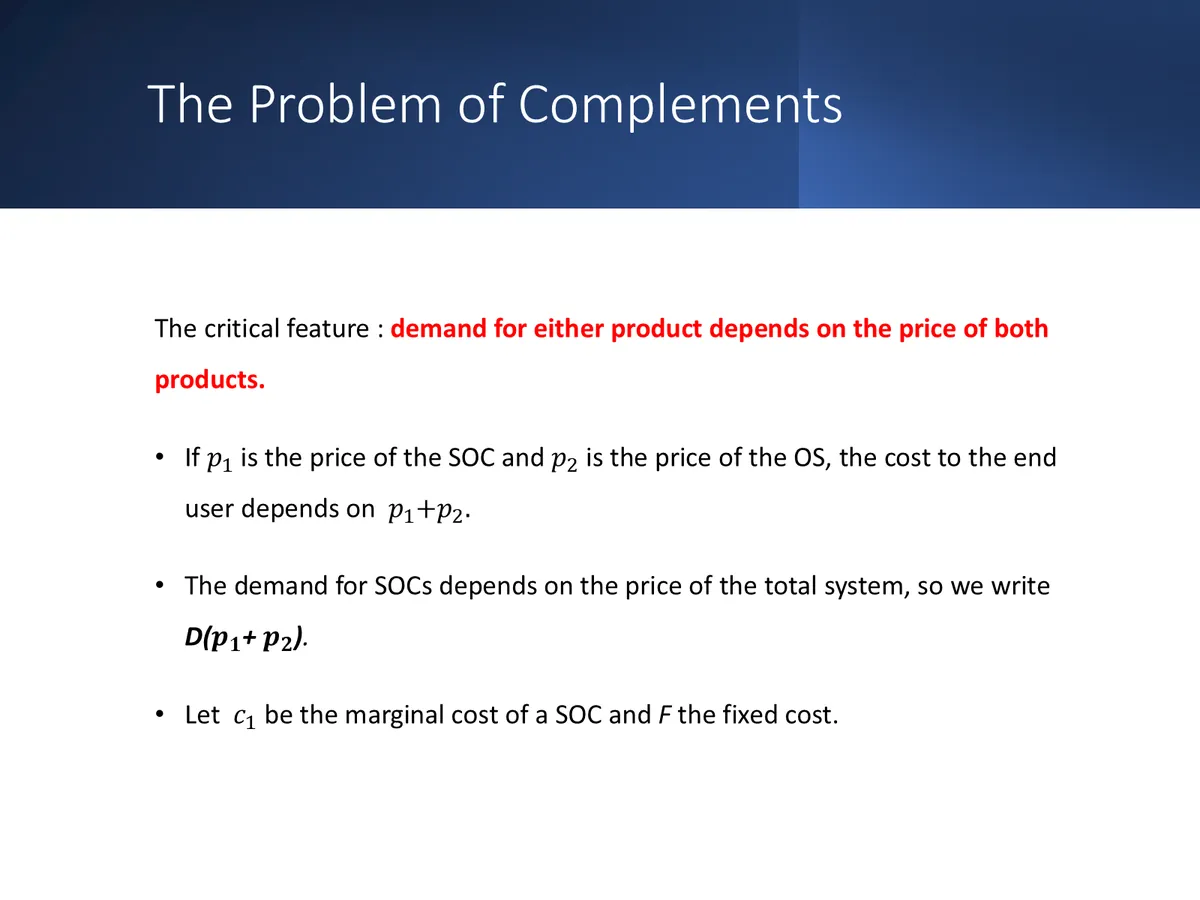 The Problem of Complements
The critical feature : demand for either product depends on the price of both
products.
• If 𝑝₁ is the price of the SOC and 𝑝₂ is the price of the OS, the cost to the end
user depends on 𝑝₁+𝑝₂.
• The demand for SOCs depends on the price of the total system, so we write
D(𝒑₁+ 𝒑₂).
• Let 𝑐₁ be the marginal cost of a SOC and F the fixed cost.